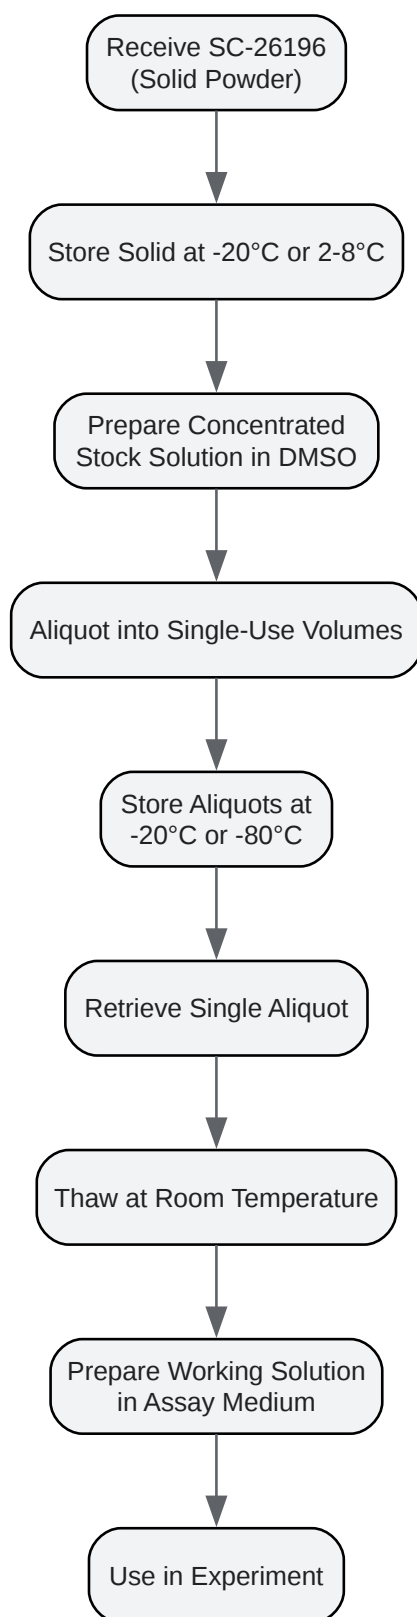 Receive SC-26196
(Solid Powder)
Store Solid at -20°C or 2-8°C
Prepare Concentrated
Stock Solution in DMSO
Aliquot into Single-Use Volumes
Store Aliquots at
-20°C or -80°C
Retrieve Single Aliquot
Thaw at Room Temperature
Prepare Working Solution
in Assay Medium
Use in Experiment